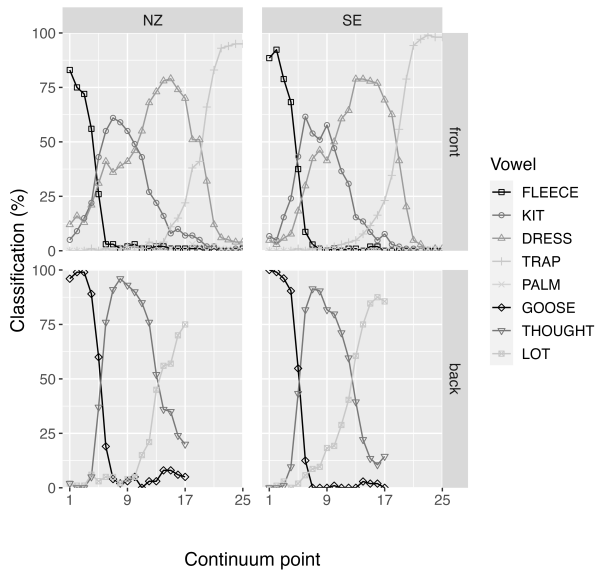 NZ SE
100
75
50
25
0
front
100
75
50
25
0
back
1 9 17 25 1 9 17 25
Classification (%)
Continuum point
Vowel
FLEECE
KIT
DRESS
TRAP
PALM
GOOSE
THOUGHT
LOT